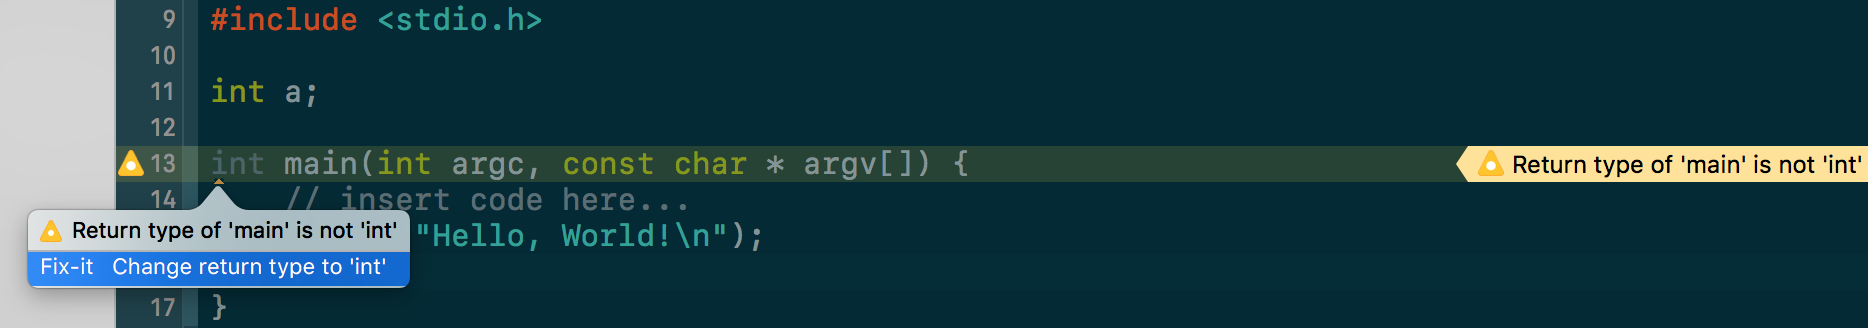 9 #include <stdio.h>
10
11 int a;
12
13 int main(int argc, const char * argv[]) {
Return type of 'main' is not 'int'
14 // insert code here...
Return type of 'main' is not 'int'
"Hello, World!\n");
Fix-it Change return type to 'int'
17 }